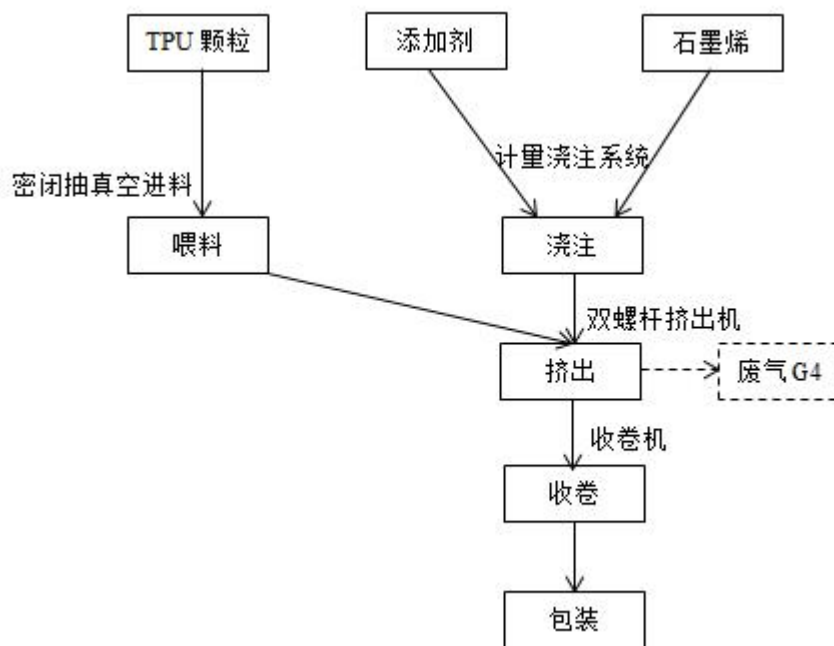 TPU 颗粒
添加剂
石墨烯
计量浇注系统
密闭抽真空进料
喂料
浇注
双螺杆挤出机
挤出
废气 G4
收卷机
收卷
包装